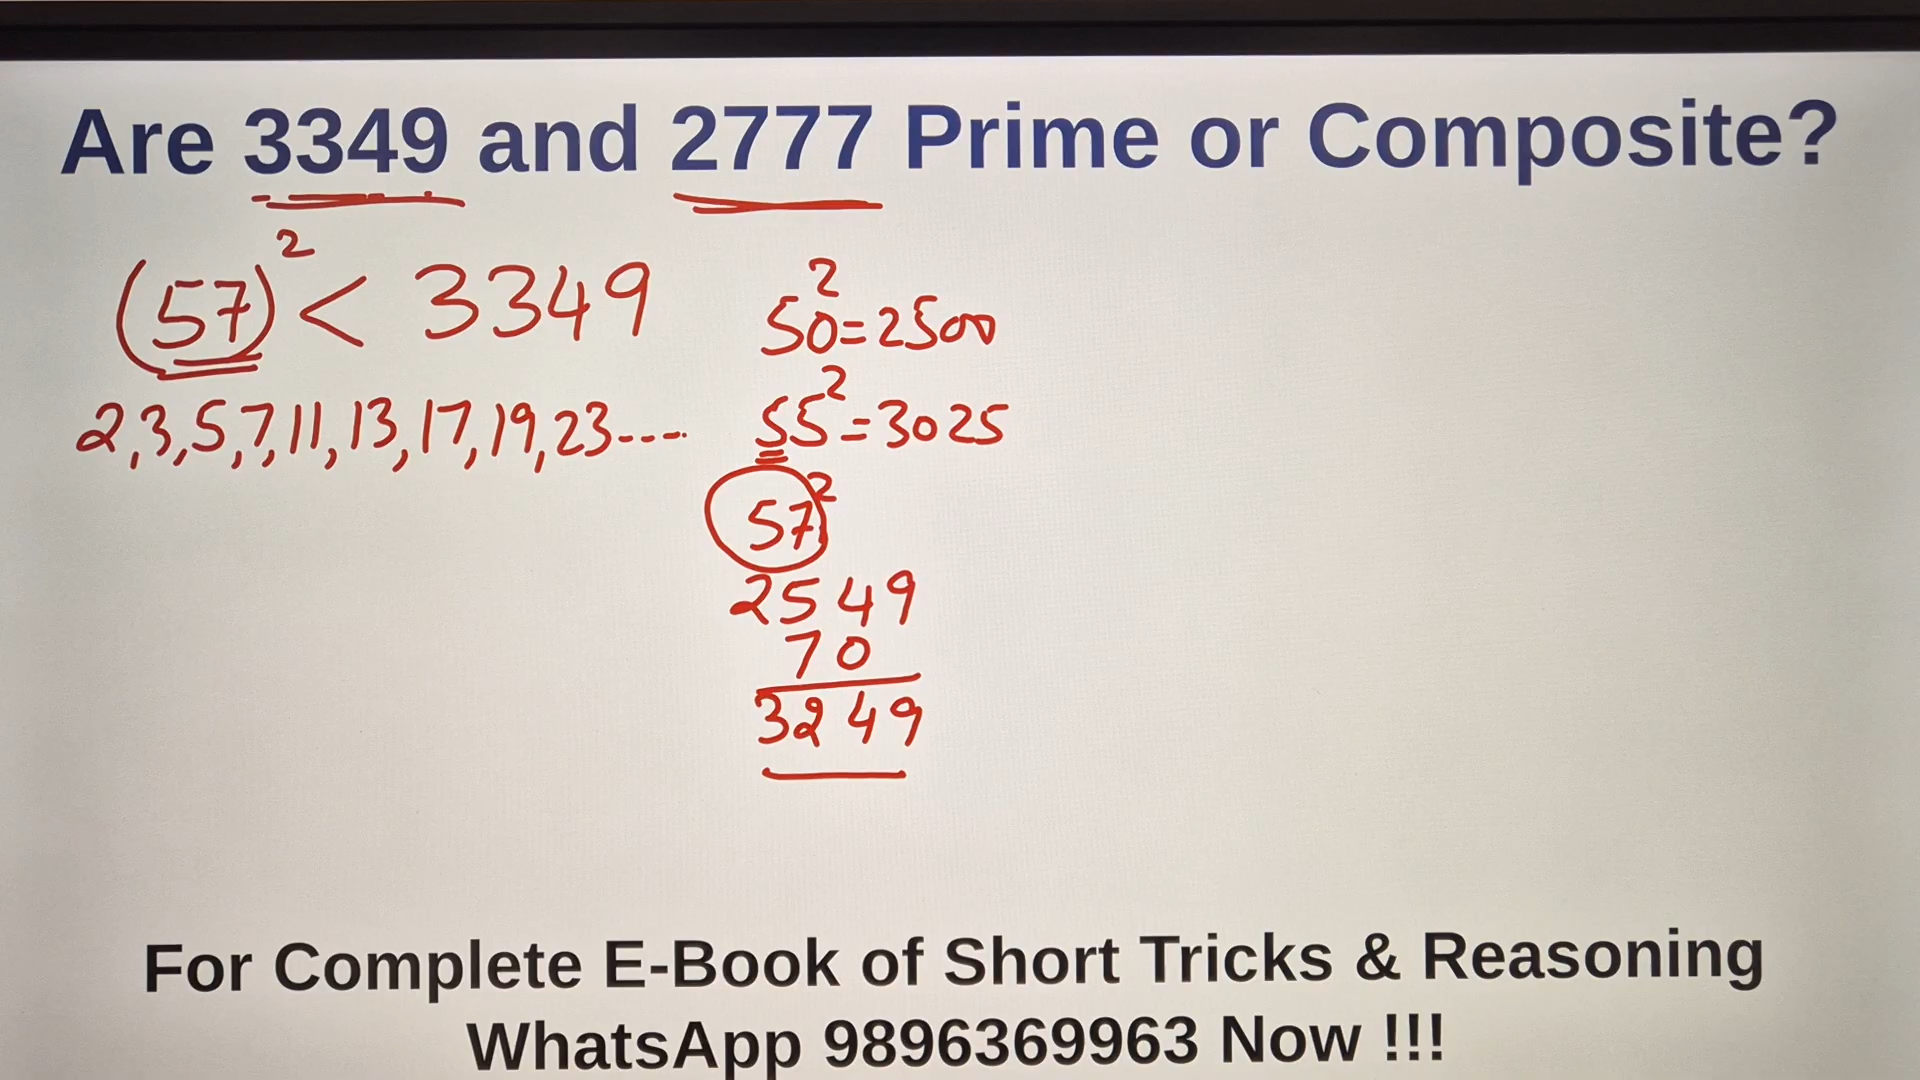 Are 3349 and 2777 Prime or Composite?
(57)² < 3349
2,3,5,7,11,13,17,19,23----
50²=2500
55²=3025
57²
2549
70
3249
For Complete E-Book of Short Tricks & Reasoning
WhatsApp 9896369963 Now !!!